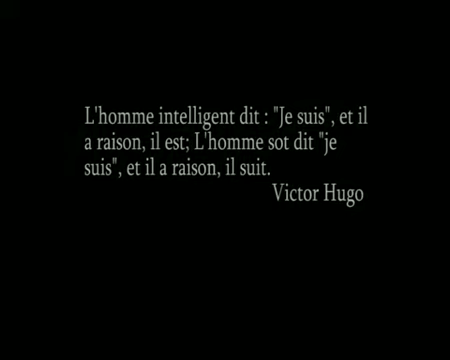 L'homme intelligent dit : "Je suis", et il
a raison, il est; L'homme sot dit "je
suis", et il a raison, il suit.
Victor Hugo